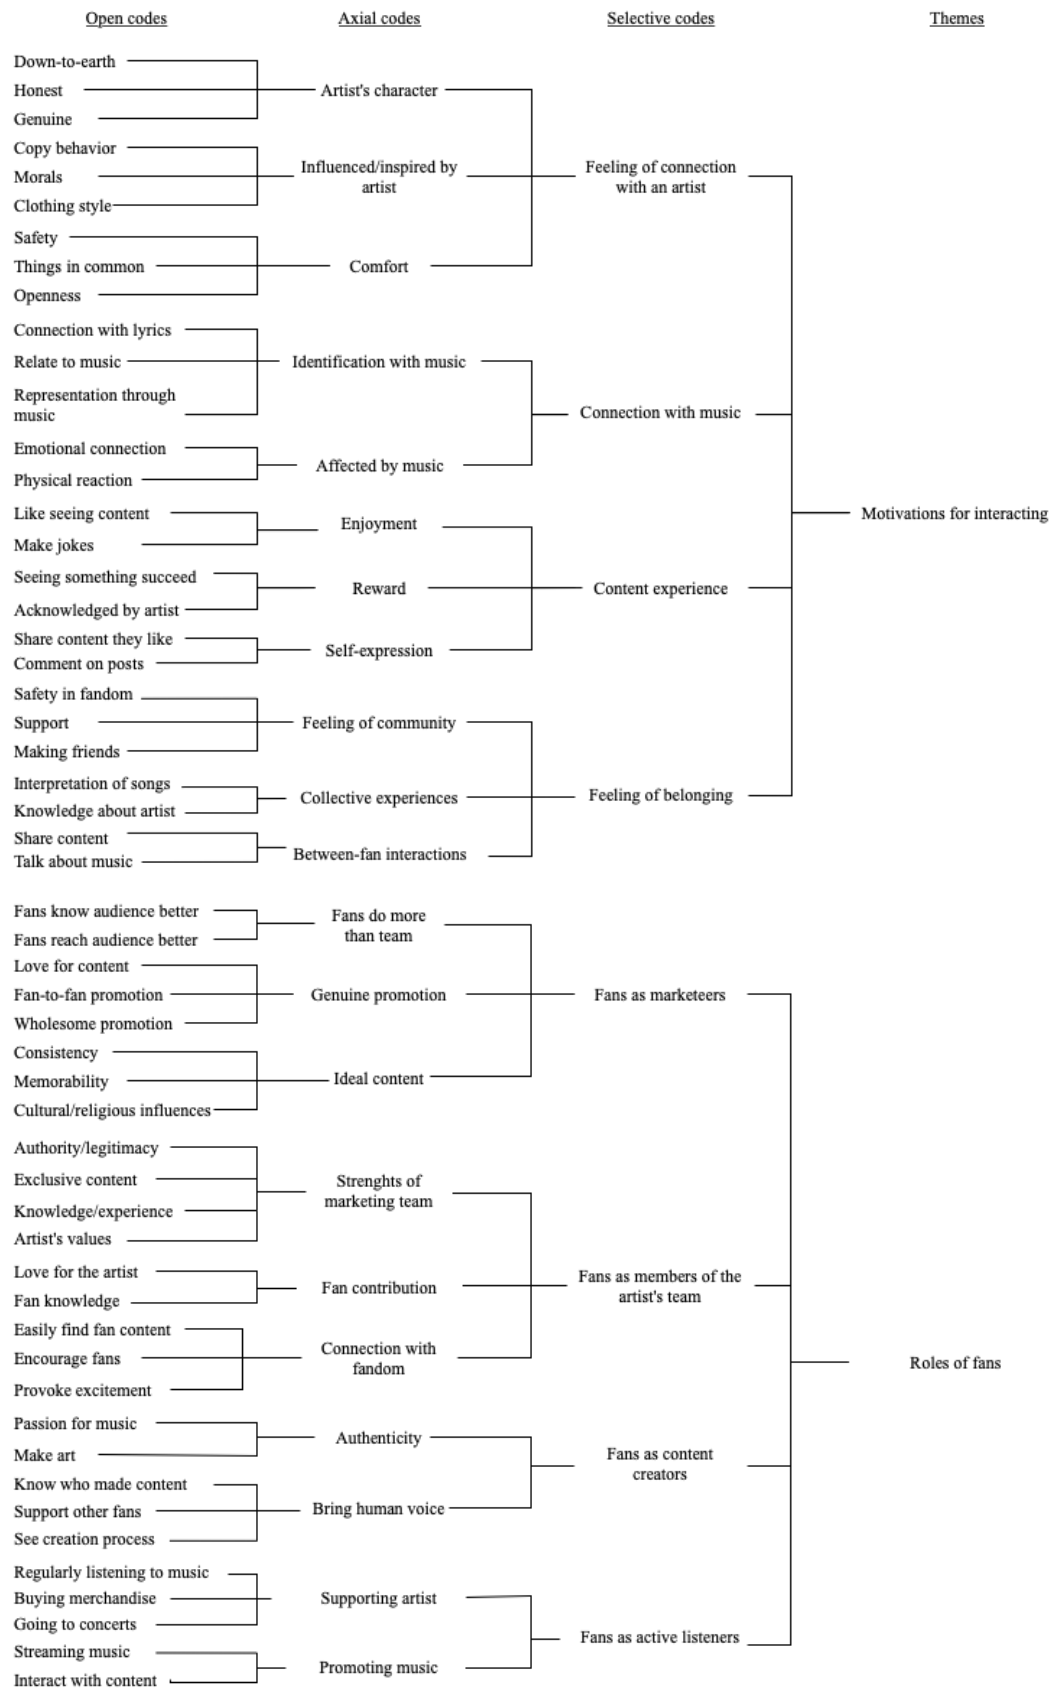 Open codes
Axial codes
Selective codes
Themes
Down-to-earth
Honest
Genuine
Artist's character
Copy behavior
Morals
Clothing style
Influenced/inspired by
artist
Safety
Things in common
Openness
Comfort
Feeling of connection
with an artist
Connection with lyrics
Relate to music
Representation through
music
Identification with music
Emotional connection
Physical reaction
Affected by music
Connection with music
Like seeing content
Make jokes
Enjoyment
Seeing something succeed
Acknowledged by artist
Reward
Share content they like
Comment on posts
Self-expression
Content experience
Safety in fandom
Support
Making friends
Feeling of community
Interpretation of songs
Knowledge about artist
Collective experiences
Share content
Talk about music
Between-fan interactions
Feeling of belonging
Motivations for interacting
Fans know audience better
Fans reach audience better
Fans do more
than team
Love for content
Fan-to-fan promotion
Wholesome promotion
Genuine promotion
Consistency
Memorability
Cultural/religious influences
Ideal content
Fans as marketeers
Authority/legitimacy
Exclusive content
Knowledge/experience
Artist's values
Strenghts of
marketing team
Love for the artist
Fan knowledge
Fan contribution
Easily find fan content
Encourage fans
Provoke excitement
Connection with
fandom
Fans as members of the
artist's team
Passion for music
Make art
Authenticity
Know who made content
Support other fans
See creation process
Bring human voice
Fans as content
creators
Regularly listening to music
Buying merchandise
Going to concerts
Supporting artist
Streaming music
Interact with content
Promoting music
Fans as active listeners
Roles of fans